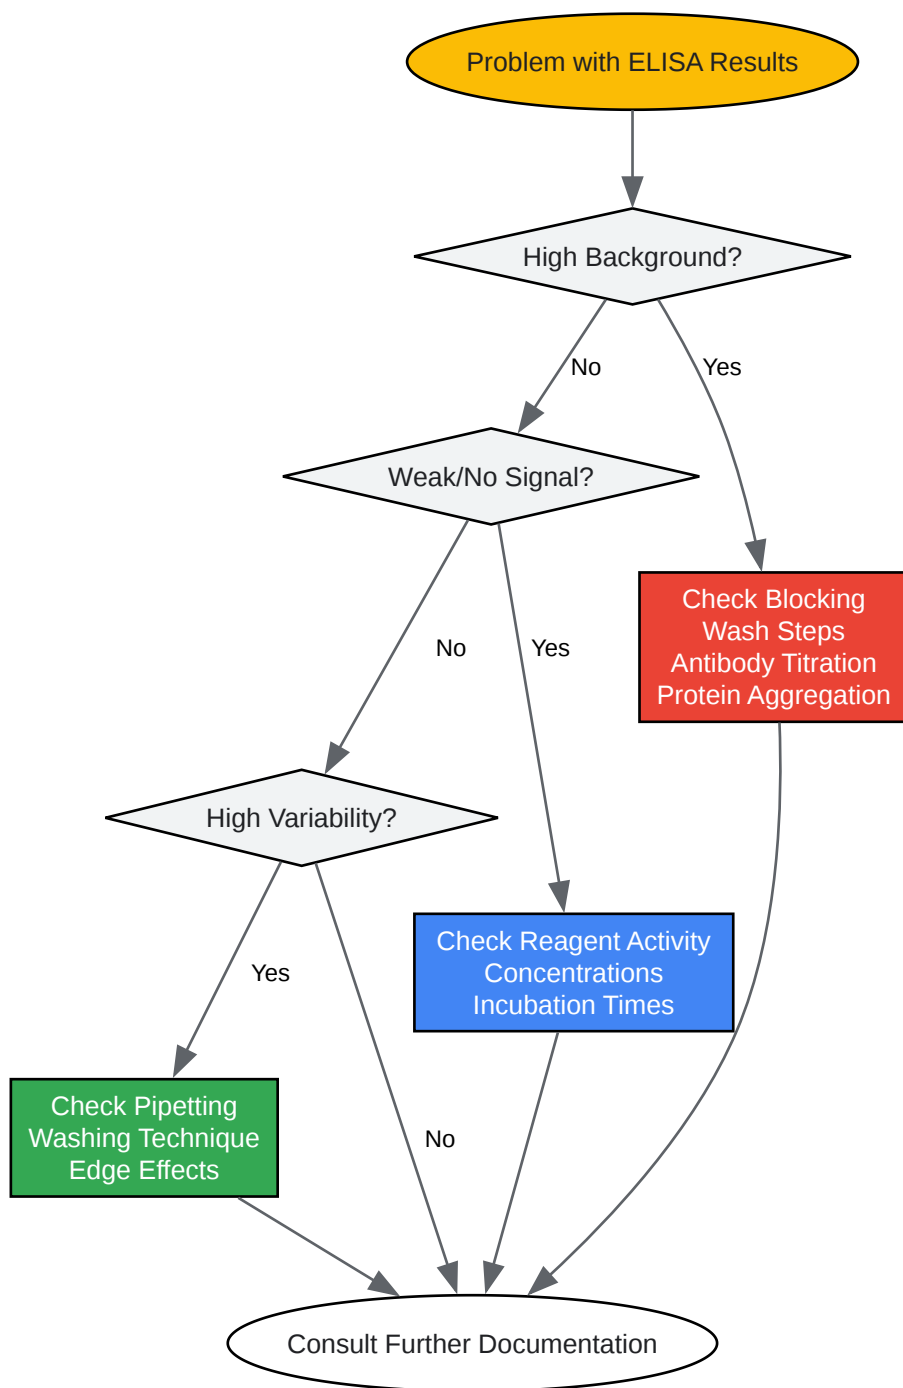 Problem with ELISA Results
High Background?
No
Yes
Weak/No Signal?
Check Blocking
Wash Steps
Antibody Titration
Protein Aggregation
No
Yes
High Variability?
Check Reagent Activity
Concentrations
Incubation Times
Yes
Check Pipetting
Washing Technique
Edge Effects
No
Consult Further Documentation